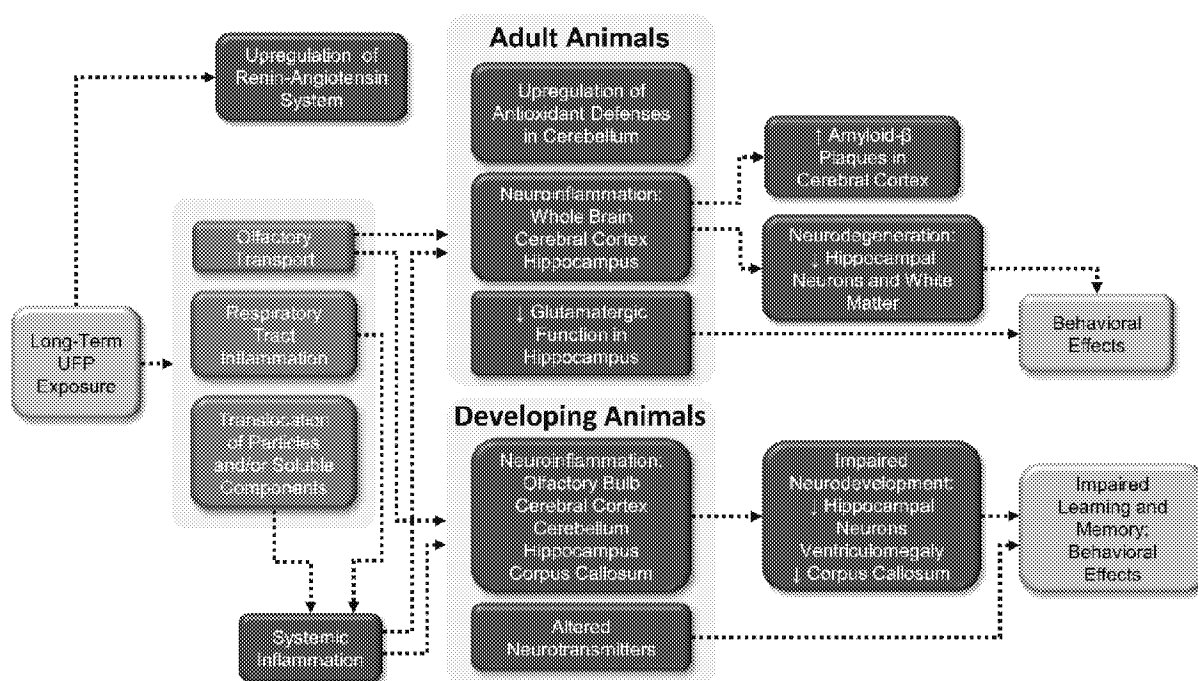 Upregulation of
Renin-Angiotensin
System
Long-Term
UFP
Exposure
Olfactory
Transport
Respiratory
Tract
Inflammation
Translocation
of Particles
and/or Soluble
Components
Systemic
Inflammation
Adult Animals
Upregulation of
Antioxidant Defenses
in Cerebellum
Neuroinflammation:
Whole Brain
Cerebral Cortex
Hippocampus
↓ Glutamatergic
Function in
Hippocampus
↑ Amyloid-β
Plaques in
Cerebral Cortex
Neurodegeneration:
↓ Hippocampal
Neurons and White
Matter
Behavioral
Effects
Developing Animals
Neuroinflammation:
Olfactory Bulb
Cerebral Cortex
Cerebellum
Hippocampus
Corpus Callosum
Altered
Neurotransmitters
Impaired
Neurodevelopment:
↓ Hippocampal
Neurons
Ventriculomegaly
↓ Corpus Callosum
Impaired
Learning and
Memory;
Behavioral
Effects